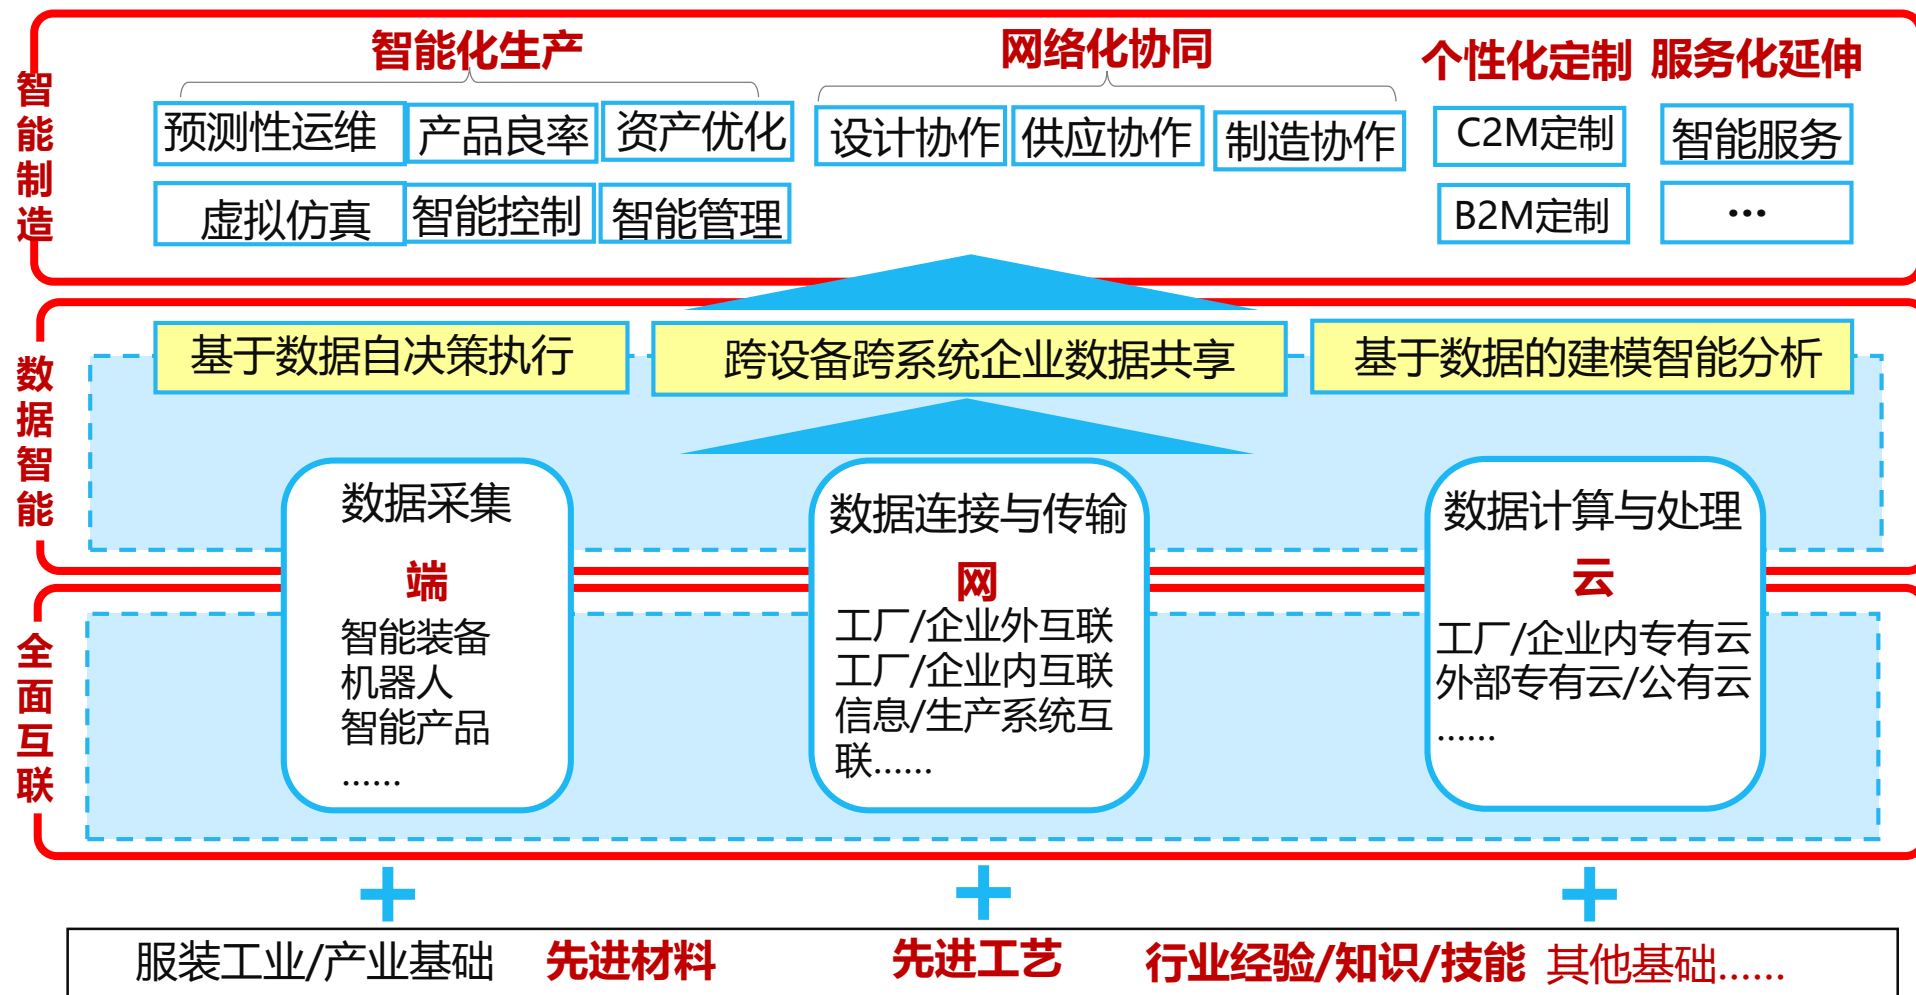 智能制造
智能化生产
网络化协同
个性化定制
服务化延伸
预测性运维
产品良率
资产优化
设计协作
供应协作
制造协作
C2M定制
智能服务
虚拟仿真
智能控制
智能管理
B2M定制
...
数据智能
基于数据自决策执行
跨设备跨系统企业数据共享
基于数据的建模智能分析
数据采集
端
智能装备
机器人
智能产品
......
数据连接与传输
网
工厂/企业外互联
工厂/企业内互联
信息/生产系统互
联......
数据计算与处理
云
工厂/企业内专有云
外部专有云/公有云
......
全面互联
+
+
+
服装工业/产业基础
先进材料
先进工艺
行业经验/知识/技能
其他基础......